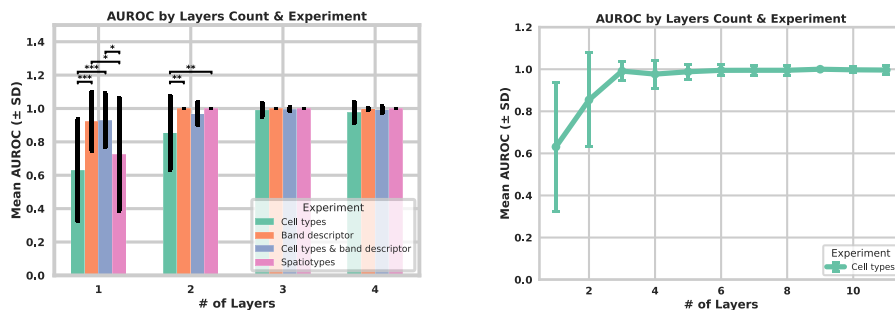 AUROC by Layers Count & Experiment
1.4
1.2
1.0
0.8
0.6
0.4
0.2
0.0
Mean AUROC (± SD)
***
***
*
*
**
**
Experiment
Cell types
Band descriptor
Cell types & band descriptor
Spatiotypes
1 2 3 4
# of Layers
AUROC by Layers Count & Experiment
1.2
1.0
0.8
0.6
0.4
0.2
0.0
Mean AUROC (± SD)
Experiment
Cell types
2 4 6 8 10
# of Layers